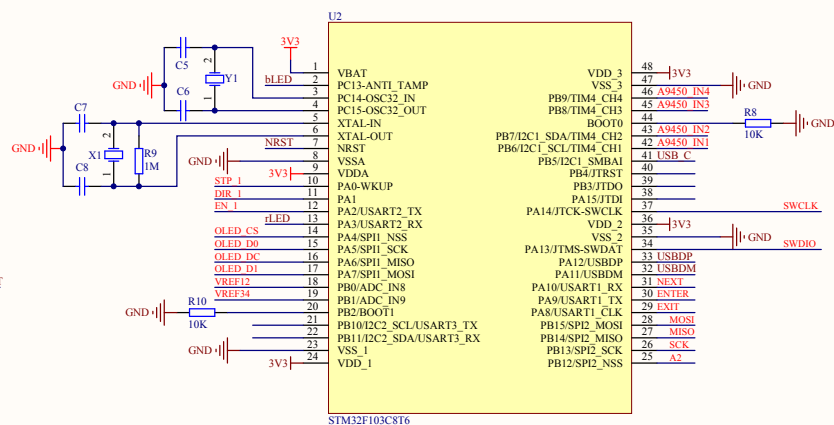 U2
3V3
C5
2
Y1
GND
C6
1
bLED
C7
2
GND
X1
R9
1M
C8
1
NRST
GND
3V3
STP_1
DIR_1
EN_1
rLED
OLED_CS
OLED_D0
OLED_DC
OLED_D1
VREF12
VREF34
GND
R10
10K
GND
3V3
1 VBAT
2 PC13-ANTI_TAMP
3 PC14-OSC32_IN
4 PC15-OSC32_OUT
5 XTAL-IN
6 XTAL-OUT
7 NRST
8 VSSA
9 VDDA
10 PA0-WKUP
11 PA1
12 PA2/USART2_TX
13 PA3/USART2_RX
14 PA4/SPI1_NSS
15 PA5/SPI1_SCK
16 PA6/SPI1_MISO
17 PA7/SPI1_MOSI
18 PB0/ADC_IN8
19 PB1/ADC_IN9
20 PB2/BOOT1
21 PB10/I2C2_SCL/USART3_TX
22 PB11/I2C2_SDA/USART3_RX
23 VSS_1
24 VDD_1
VDD_3 48 3V3
VSS_3 47 GND
PB9/TIM4_CH4 46 A9450_IN4
PB8/TIM4_CH3 45 A9450_IN3
BOOT0 44 R8 10K GND
PB7/I2C1_SDA/TIM4_CH2 43 A9450_IN2
PB6/I2C1_SCL/TIM4_CH1 42 A9450_IN1
PB5/I2C1_SMBAI 41 USB_C
PB4/JTRST 40
PB3/JTDO 39
PA15/JTDI 38
PA14/JTCK-SWCLK 37 SWCLK
VDD_2 36 3V3
VSS_2 35 GND
PA13/JTMS-SWDAT 34 SWDIO
PA12/USBDP 33 USBDP
PA11/USBDM 32 USBDM
PA10/USART1_RX 31 NEXT
PA9/USART1_TX 30 ENTER
PA8/USART1_CLK 29 EXIT
PB15/SPI2_MOSI 28 MOSI
PB14/SPI2_MISO 27 MISO
PB13/SPI2_SCK 26 SCK
PB12/SPI2_NSS 25 A2
STM32F103C8T6